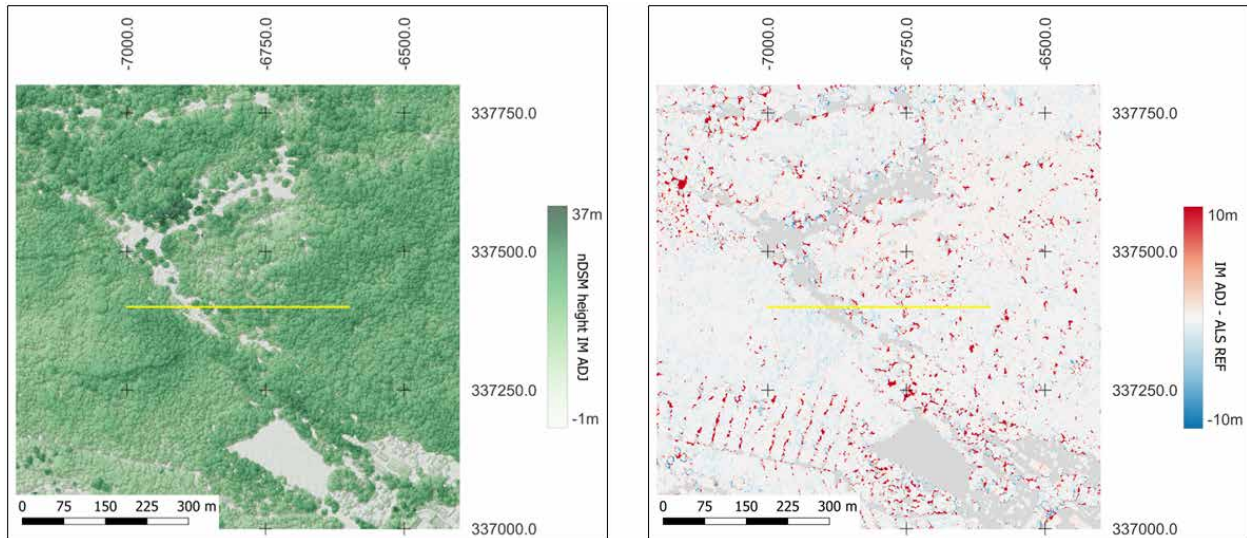 -7000.0
-6750.0
-6500.0
337750.0
337500.0
337250.0
337000.0
37m
nDSM height IM ADJ
-1m
0 75 150 225 300 m
-7000.0
-6750.0
-6500.0
337750.0
337500.0
337250.0
337000.0
10m
IM ADJ - ALS REF
-10m
0 75 150 225 300 m